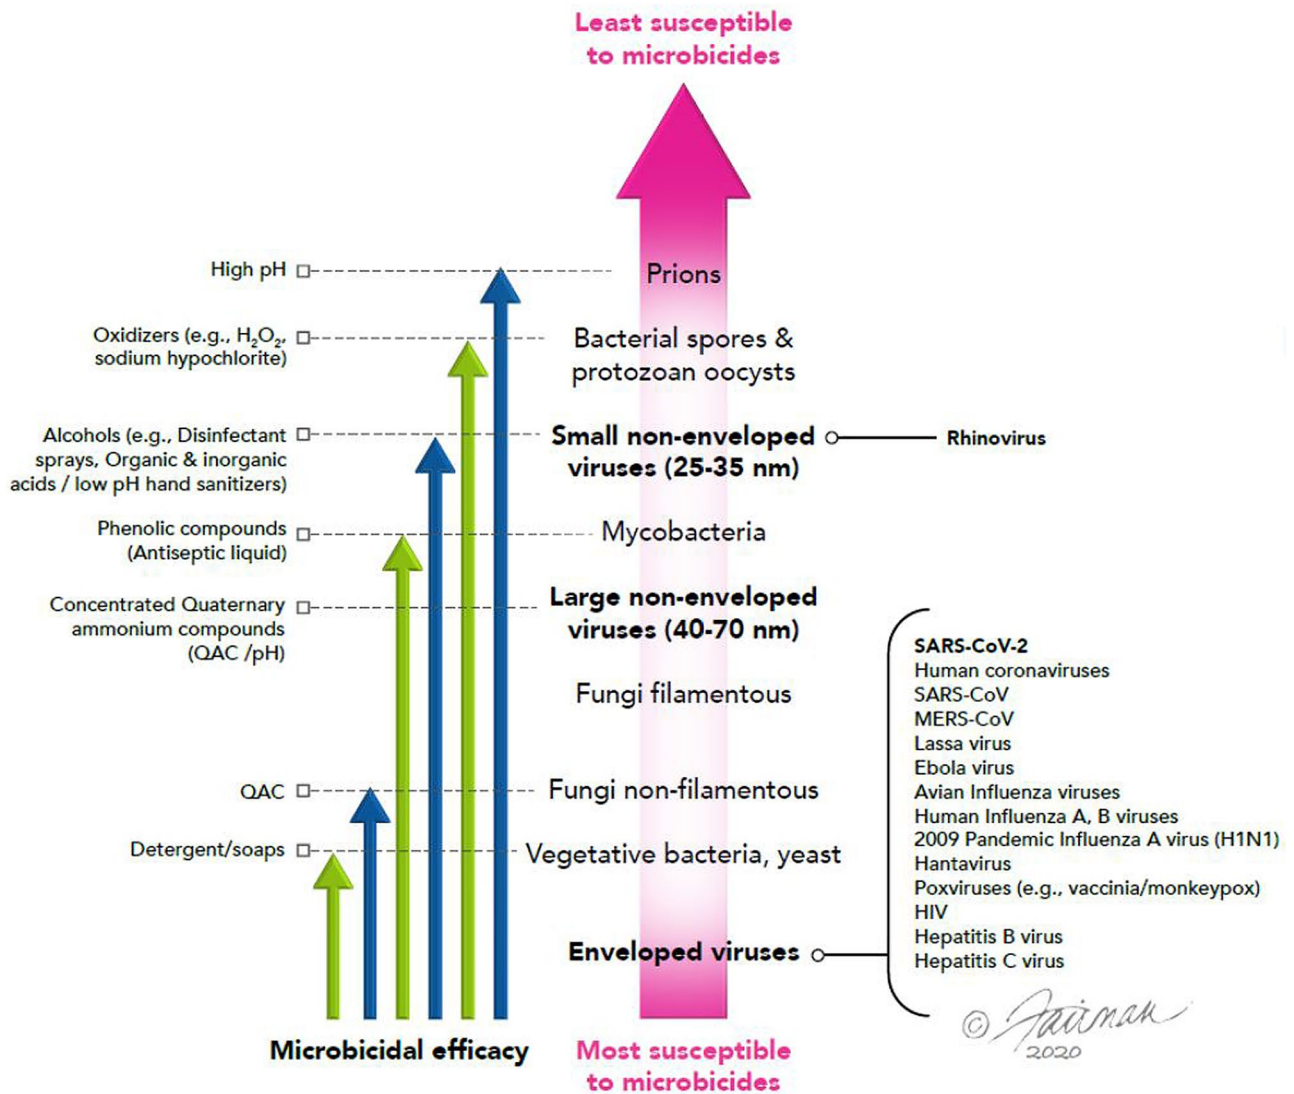 Least susceptible
to microbicides
High pH
Prions
Oxidizers (e.g., H₂O₂,
sodium hypochlorite)
Bacterial spores &
protozoan oocysts
Alcohols (e.g., Disinfectant
sprays, Organic & inorganic
acids / low pH hand sanitizers)
Small non-enveloped
viruses (25-35 nm)
Rhinovirus
Phenolic compounds
(Antiseptic liquid)
Mycobacteria
Concentrated Quaternary
ammonium compounds
(QAC /pH)
Large non-enveloped
viruses (40-70 nm)
Fungi filamentous
QAC
Fungi non-filamentous
Detergent/soaps
Vegetative bacteria, yeast
Enveloped viruses
SARS-CoV-2
Human coronaviruses
SARS-CoV
MERS-CoV
Lassa virus
Ebola virus
Avian Influenza viruses
Human Influenza A, B viruses
2009 Pandemic Influenza A virus (H1N1)
Hantavirus
Poxviruses (e.g., vaccinia/monkeypox)
HIV
Hepatitis B virus
Hepatitis C virus
© Fairman
2020
Microbicidal efficacy
Most susceptible
to microbicides